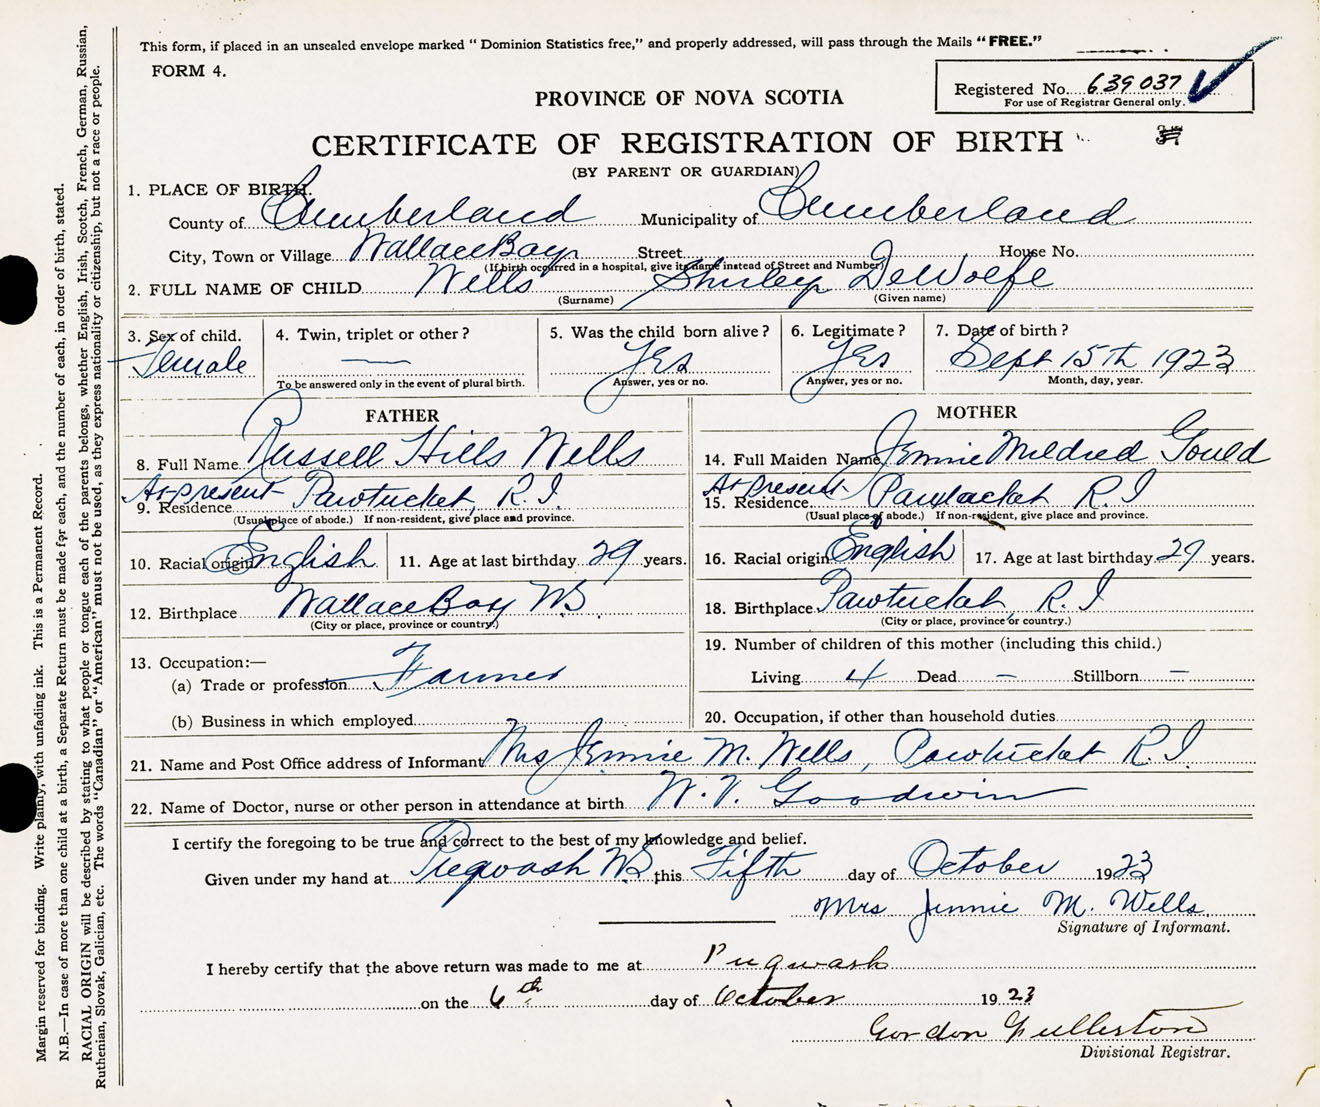 This form, if placed in an unsealed envelope marked "Dominion Statistics free," and properly addressed, will pass through the Mails "FREE."
FORM 4.
Registered No. 639037
For use of Registrar General only.
PROVINCE OF NOVA SCOTIA
CERTIFICATE OF REGISTRATION OF BIRTH
(BY PARENT OR GUARDIAN)
1. PLACE OF BIRTH.
County of Cumberland Municipality of Cumberland
City, Town or Village Wallace Bay Street House No.
(If birth occurred in a hospital, give its name instead of Street and Number)
2. FULL NAME OF CHILD Wells Shirley DeWolfe
(Surname) (Given name)
3. Sex of child. 4. Twin, triplet or other? 5. Was the child born alive? 6. Legitimate? 7. Date of birth?
Female — Yes Yes Sept 15th 1923
To be answered only in the event of plural birth. Answer, yes or no. Answer, yes or no. Month, day, year.
FATHER
8. Full Name Russell Hills Wells
At present Pawtucket, R.I.
9. Residence
(Usual place of abode.) If non-resident, give place and province.
10. Racial origin English 11. Age at last birthday 29 years.
12. Birthplace Wallace Bay NS
(City or place, province or country.)
13. Occupation:—
(a) Trade or profession Farmer
(b) Business in which employed
MOTHER
14. Full Maiden Name Jennie Mildred Gould
At Present Pawtucket R I
15. Residence
(Usual place of abode.) If non-resident, give place and province.
16. Racial origin English 17. Age at last birthday 29 years.
18. Birthplace Pawtucket, R. I
(City or place, province or country.)
19. Number of children of this mother (including this child.)
Living 4 Dead — Stillborn —
20. Occupation, if other than household duties
21. Name and Post Office address of Informant Mrs Jennie M. Wells, Pawtucket R.I.
22. Name of Doctor, nurse or other person in attendance at birth W. V. Goodwin
I certify the foregoing to be true and correct to the best of my knowledge and belief.
Given under my hand at Pugwash NS this Fifth day of October 1923
Mrs Jennie M. Wells.
Signature of Informant.
I hereby certify that the above return was made to me at Pugwash
on the 6th day of October 1923
Gordon Fullerton
Divisional Registrar.
Margin reserved for binding. Write plainly, with unfading ink. This is a Permanent Record.
N.B.—In case of more than one child at a birth, a Separate Return must be made for each, and the number of each, in order of birth, stated.
RACIAL ORIGIN will be described by stating to what people or tongue each of the parents belongs, whether English, Irish, Scotch, French, German, Russian,
Ruthenian, Slovak, Galician, etc. The words "Canadian" or "American" must not be used, as they express nationality or citizenship, but not a race or people.